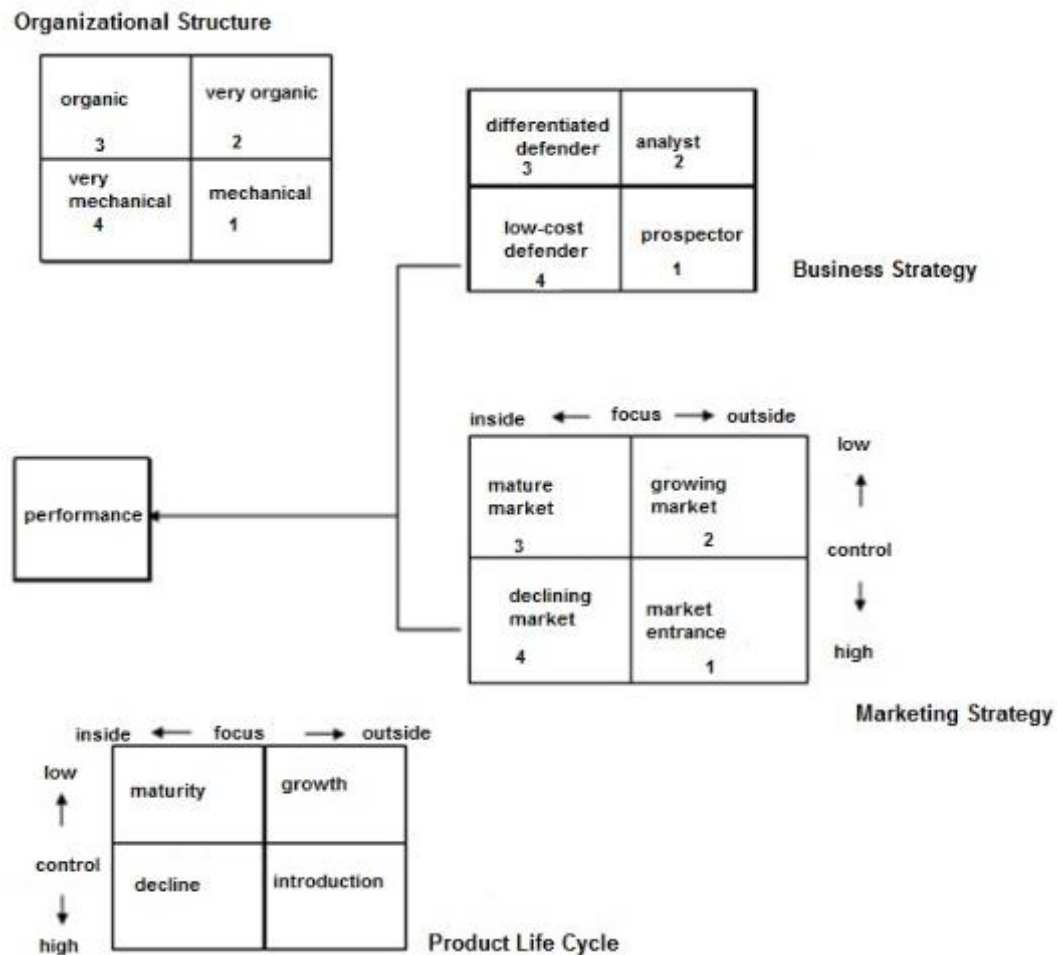 Organizational Structure
organic
3
very organic
2
very
mechanical
4
mechanical
1
differentiated
defender
3
analyst
2
low-cost
defender
4
prospector
1
Business Strategy
performance
inside focus outside
mature
market
3
growing
market
2
declining
market
4
market
entrance
1
low
control
high
Marketing Strategy
inside focus outside
low
control
high
maturity
growth
decline
introduction
Product Life Cycle